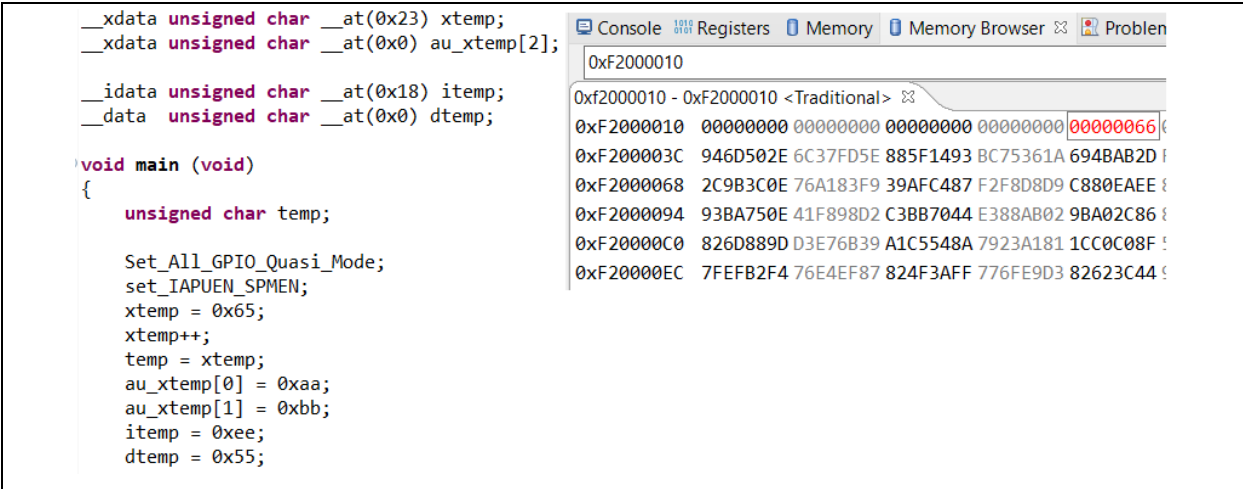 __xdata unsigned char __at(0x23) xtemp;
__xdata unsigned char __at(0x0) au_xtemp[2];
__idata unsigned char __at(0x18) itemp;
__data  unsigned char __at(0x0) dtemp;
void main (void)
{
unsigned char temp;
Set_All_GPIO_Quasi_Mode;
set_IAPUEN_SPMEN;
xtemp = 0x65;
xtemp++;
temp = xtemp;
au_xtemp[0] = 0xaa;
au_xtemp[1] = 0xbb;
itemp = 0xee;
dtemp = 0x55;
Console Registers Memory Memory Browser Problem
0xF2000010
0xf2000010 - 0xF2000010 <Traditional>
0xF2000010 00000000 00000000 00000000 00000000 00000066
0xF200003C 946D502E 6C37FD5E 885F1493 BC75361A 694BAB2D
0xF2000068 2C9B3C0E 76A183F9 39AFC487 F2F8D8D9 C880EAEE
0xF2000094 93BA750E 41F898D2 C3BB7044 E388AB02 9BA02C86
0xF20000C0 826D889D D3E76B39 A1C5548A 7923A181 1CC0C08F
0xF20000EC 7FEFB2F4 76E4EF87 824F3AFF 776FE9D3 82623C44